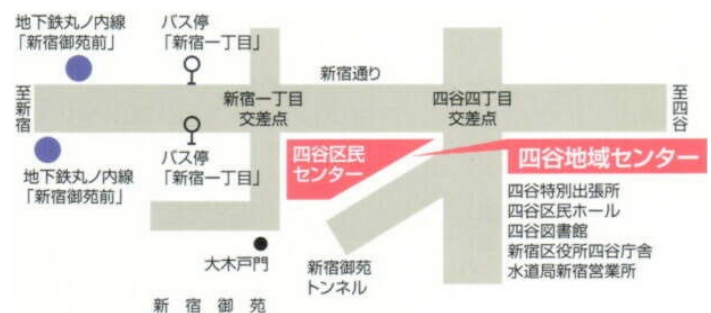 地下鉄丸ノ内線
「新宿御苑前」
バス停
「新宿一丁目」
新宿通り
至新宿
新宿一丁目
交差点
四谷四丁目
交差点
至四谷
地下鉄丸ノ内線
「新宿御苑前」
バス停
「新宿一丁目」
四谷区民
センター
四谷地域センター
四谷特別出張所
四谷区民ホール
四谷図書館
新宿区役所四谷庁舎
水道局新宿営業所
大木戸門
新宿御苑
トンネル
新宿御苑